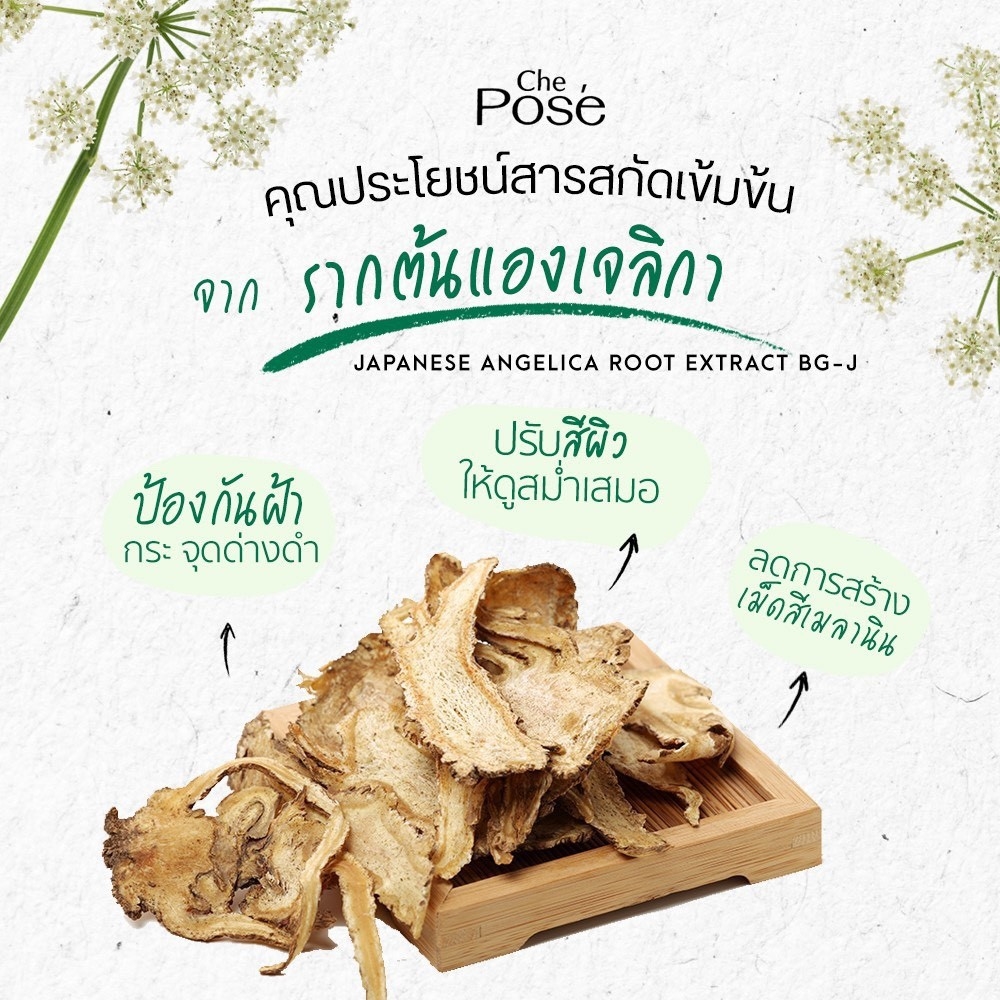 Che
Posé
คุณประโยชน์สารสกัดเข้มข้น
จาก รากต้นแองเจลิกา
JAPANESE ANGELICA ROOT EXTRACT BG-J
ปรับสีผิว
ให้ดูสม่ำเสมอ
ป้องกันฝ้า
กระ จุดด่างดำ
ลดการสร้าง
เม็ดสีเมลานิน